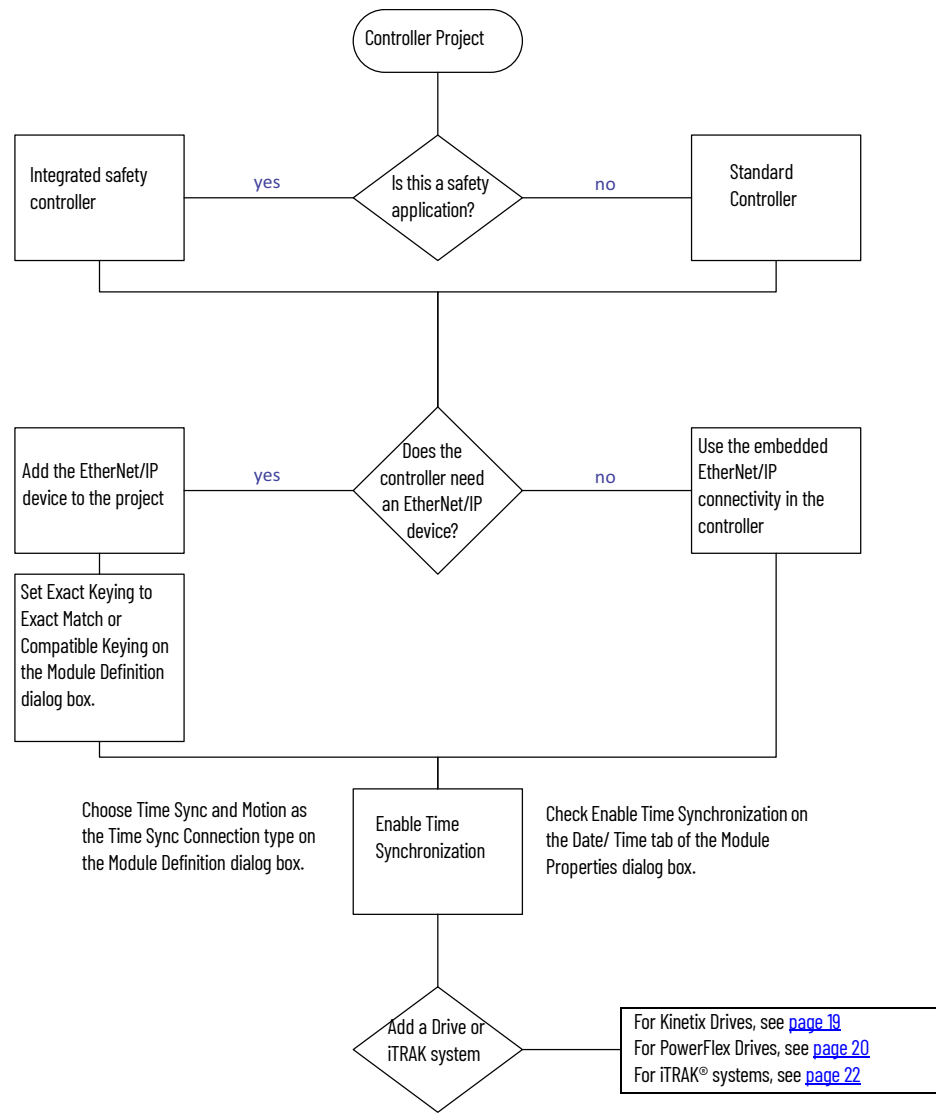 Controller Project
Integrated safety
controller
yes
Is this a safety
application?
no
Standard
Controller
Add the EtherNet/IP
device to the project
yes
Does the
controller need
an EtherNet/IP
device?
no
Use the embedded
EtherNet/IP
connectivity in the
controller
Set Exact Keying to
Exact Match or
Compatible Keying on
the Module Definition
dialog box.
Choose Time Sync and Motion as
the Time Sync Connection type on
the Module Definition dialog box.
Enable Time
Synchronization
Check Enable Time Synchronization on
the Date/ Time tab of the Module
Properties dialog box.
Add a Drive or
iTRAK system
For Kinetix Drives, see page 19
For PowerFlex Drives, see page 20
For iTRAK® systems, see page 22